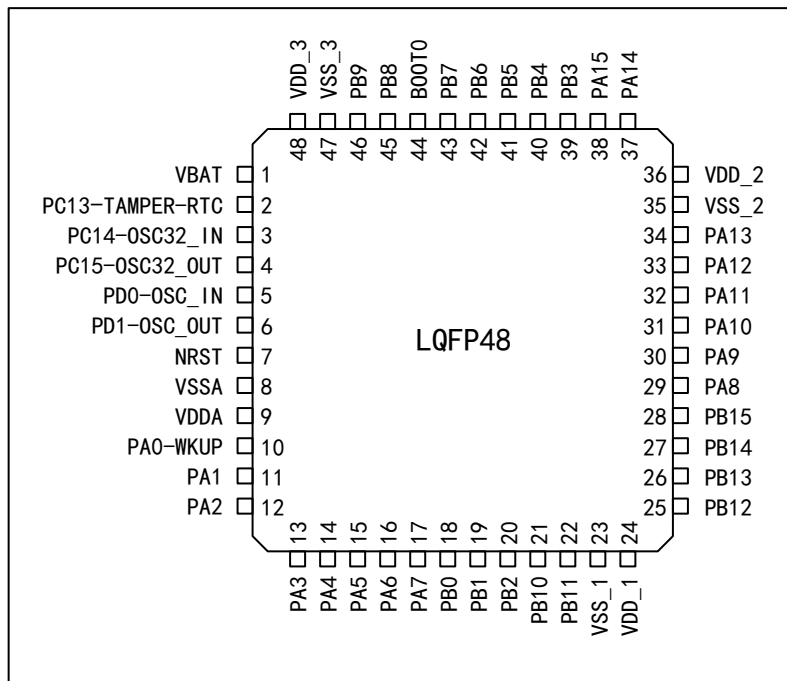 VDD_3
VSS_3
PB9
PB8
BOOT0
PB7
PB6
PB5
PB4
PB3
PA15
PA14
48
47
46
45
44
43
42
41
40
39
38
37
VBAT 1
PC13-TAMPER-RTC 2
PC14-OSC32_IN 3
PC15-OSC32_OUT 4
PD0-OSC_IN 5
PD1-OSC_OUT 6
NRST 7
VSSA 8
VDDA 9
PA0-WKUP 10
PA1 11
PA2 12
LQFP48
36 VDD_2
35 VSS_2
34 PA13
33 PA12
32 PA11
31 PA10
30 PA9
29 PA8
28 PB15
27 PB14
26 PB13
25 PB12
13
14
15
16
17
18
19
20
21
22
23
24
PA3
PA4
PA5
PA6
PA7
PB0
PB1
PB2
PB10
PB11
VSS_1
VDD_1